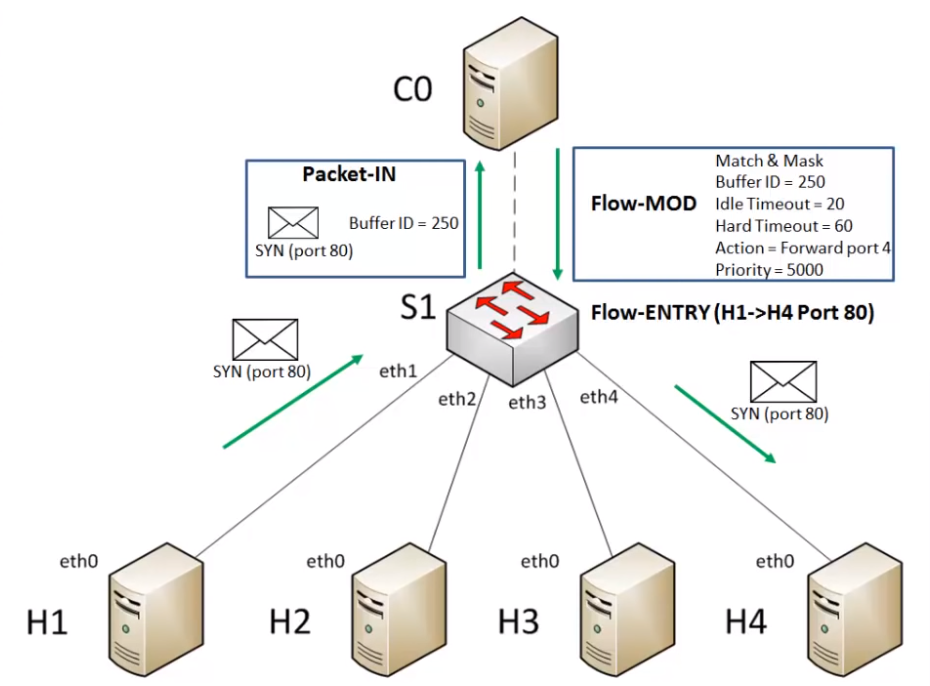 C0
Packet-IN
Buffer ID = 250
SYN (port 80)
Match & Mask
Buffer ID = 250
Flow-MOD
Idle Timeout = 20
Hard Timeout = 60
Action = Forward port 4
Priority = 5000
S1
Flow-ENTRY (H1->H4 Port 80)
SYN (port 80)
eth1
eth2
eth3
eth4
SYN (port 80)
eth0
eth0
eth0
eth0
H1
H2
H3
H4